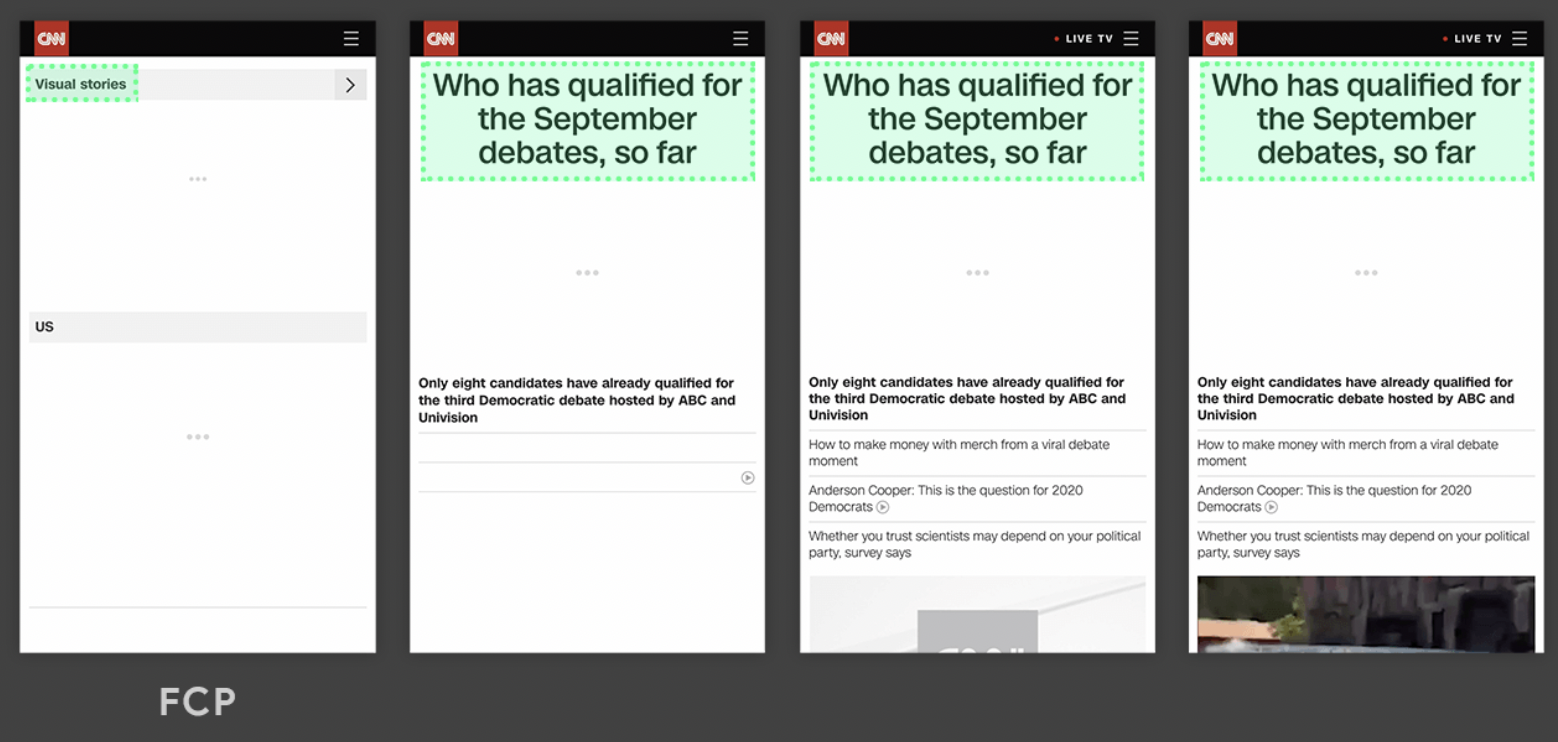 CNN
Visual stories
US
CNN
Who has qualified for
the September
debates, so far
Only eight candidates have already qualified for
the third Democratic debate hosted by ABC and
Univision
CNN
LIVE TV
Who has qualified for
the September
debates, so far
Only eight candidates have already qualified for
the third Democratic debate hosted by ABC and
Univision
How to make money with merch from a viral debate
moment
Anderson Cooper: This is the question for 2020
Democrats
Whether you trust scientists may depend on your political
party, survey says
CNN
LIVE TV
Who has qualified for
the September
debates, so far
Only eight candidates have already qualified for
the third Democratic debate hosted by ABC and
Univision
How to make money with merch from a viral debate
moment
Anderson Cooper: This is the question for 2020
Democrats
Whether you trust scientists may depend on your political
party, survey says
FCP